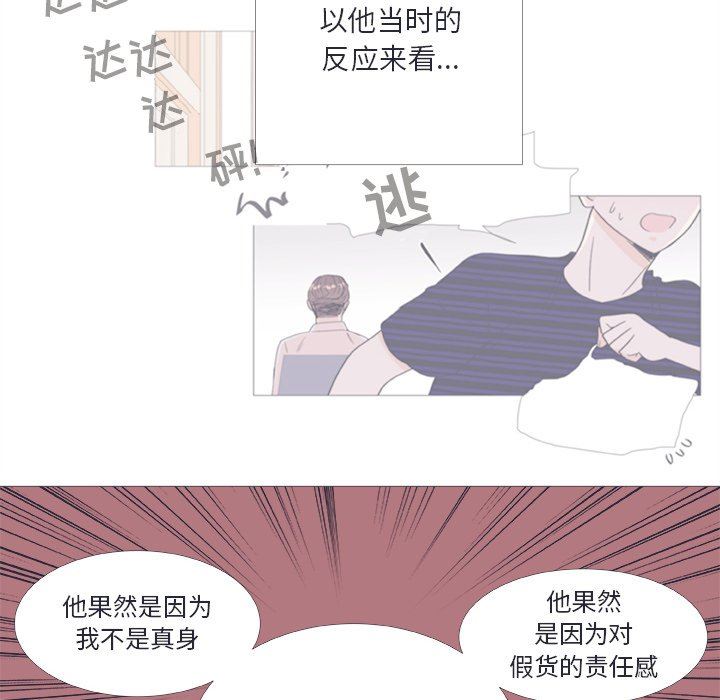 以他当时的
反应来看...
达达
达达
达
砰!
逃
他果然是因为
我不是真身
他果然
是因为对
假货的责任感